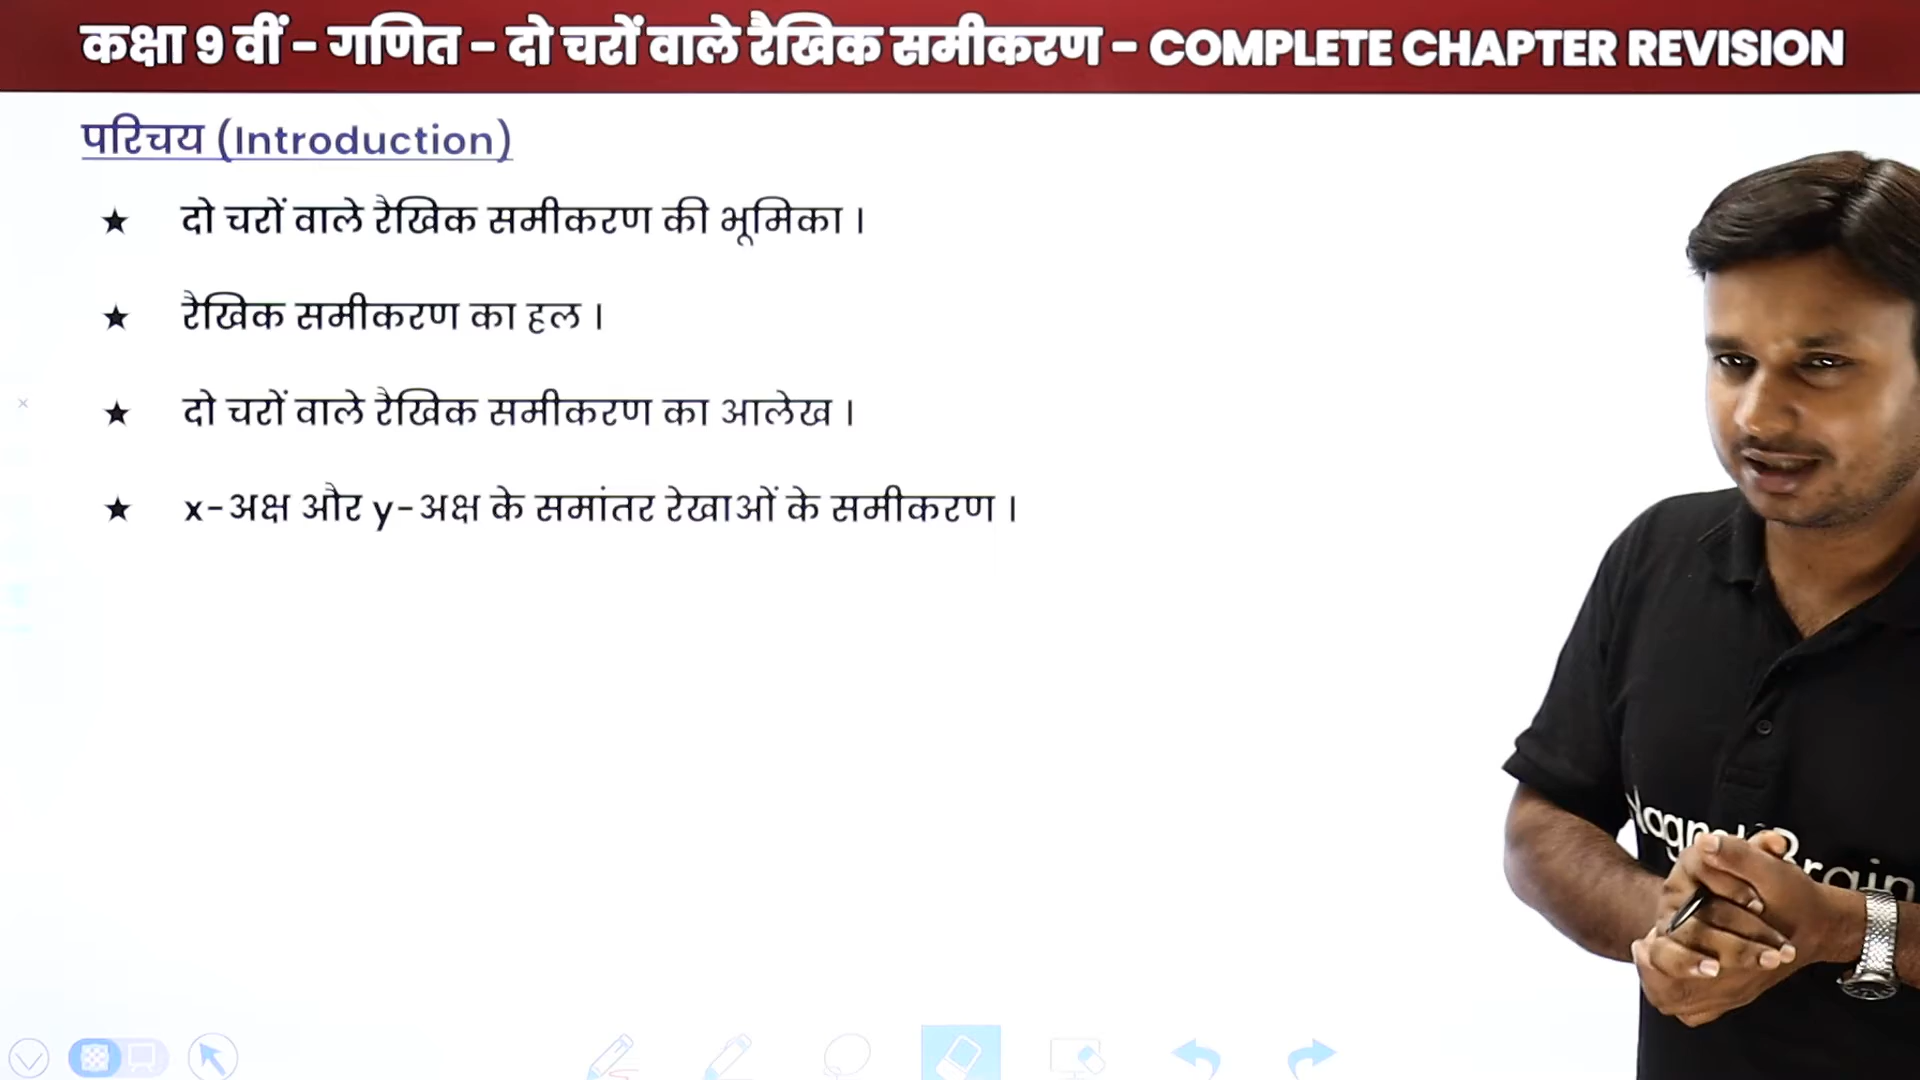 कक्षा 9 वीं - गणित - दो चरों वाले रैखिक समीकरण - COMPLETE CHAPTER REVISION
परिचय (Introduction)
★ दो चरों वाले रैखिक समीकरण की भूमिका ।
★ रैखिक समीकरण का हल ।
★ दो चरों वाले रैखिक समीकरण का आलेख ।
★ x-अक्ष और y-अक्ष के समांतर रेखाओं के समीकरण ।